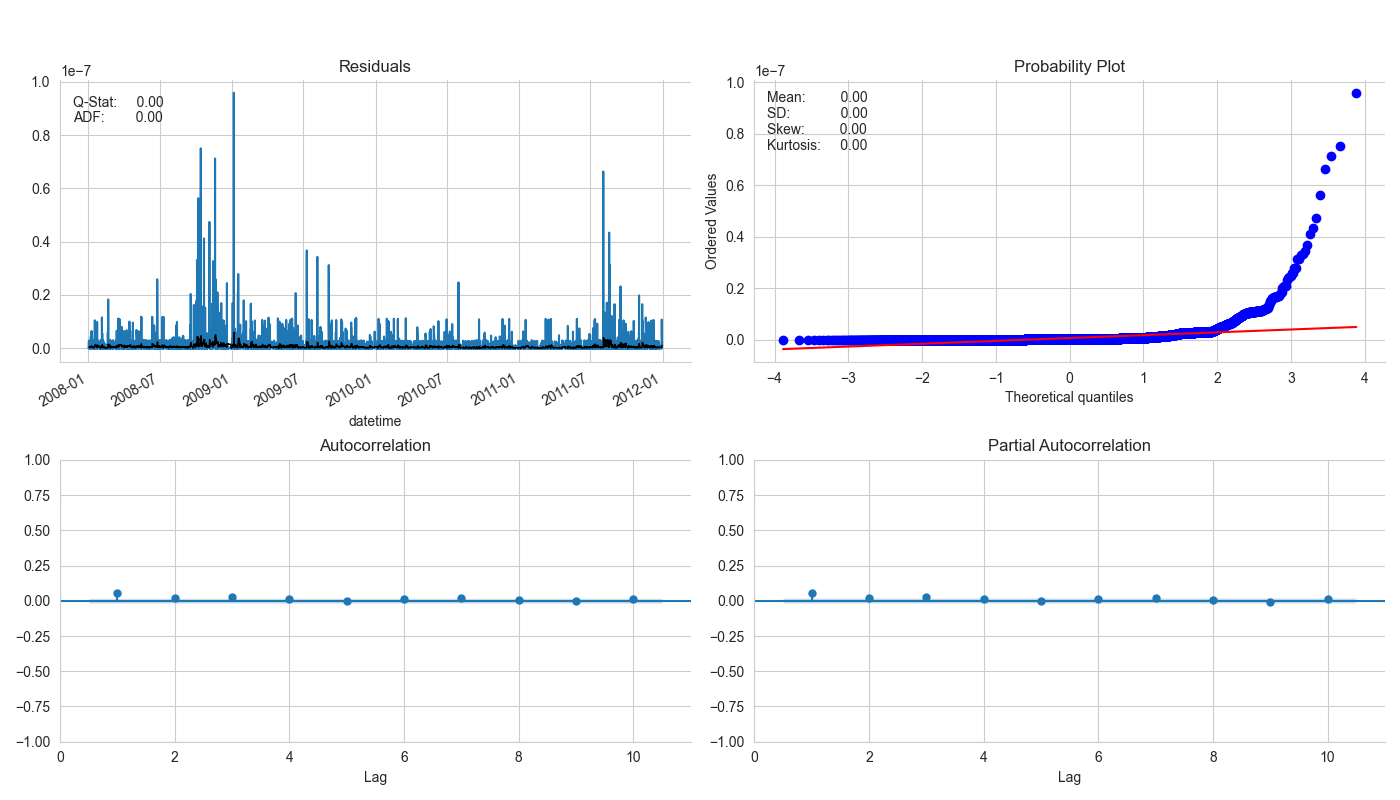 Residuals
1e−7
1.0
0.8
0.6
0.4
0.2
0.0
Q-Stat: 0.00
ADF: 0.00
2008-01 2008-07 2009-01 2009-07 2010-01 2010-07 2011-01 2011-07 2012-01
datetime
Probability Plot
1e−7
1.0
0.8
0.6
0.4
0.2
0.0
Ordered Values
Mean: 0.00
SD: 0.00
Skew: 0.00
Kurtosis: 0.00
−4 −3 −2 −1 0 1 2 3 4
Theoretical quantiles
Autocorrelation
1.00
0.75
0.50
0.25
0.00
−0.25
−0.50
−0.75
−1.00
0 2 4 6 8 10
Lag
Partial Autocorrelation
1.00
0.75
0.50
0.25
0.00
−0.25
−0.50
−0.75
−1.00
0 2 4 6 8 10
Lag